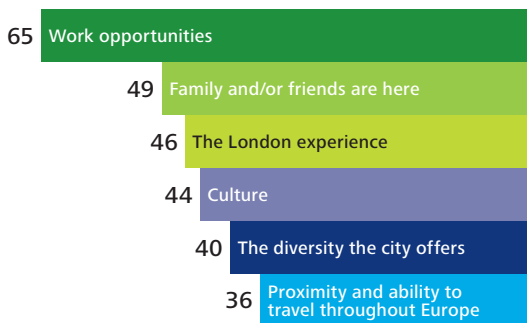 65 Work opportunities
49 Family and/or friends are here
46 The London experience
44 Culture
40 The diversity the city offers
36 Proximity and ability to
travel throughout Europe